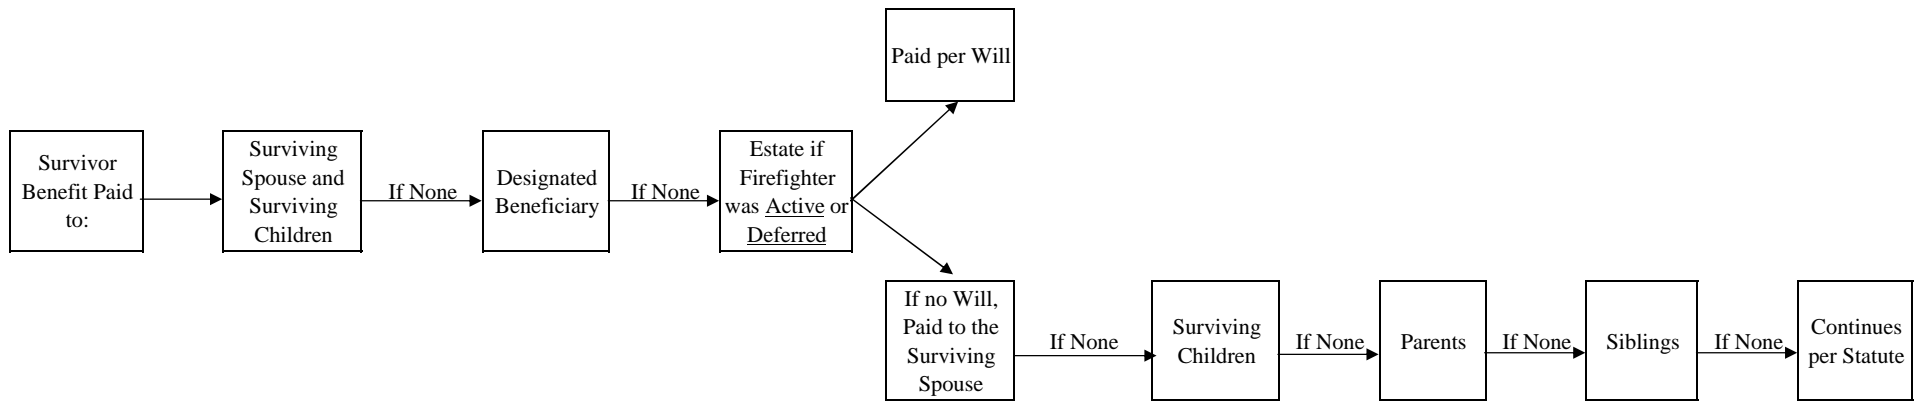 Paid per Will
Survivor
Benefit Paid
to:
Surviving
Spouse and
Surviving
Children
If None
Designated
Beneficiary
If None
Estate if
Firefighter
was Active or
Deferred
If no Will,
Paid to the
Surviving
Spouse
If None
Surviving
Children
If None
Parents
If None
Siblings
If None
Continues
per Statute